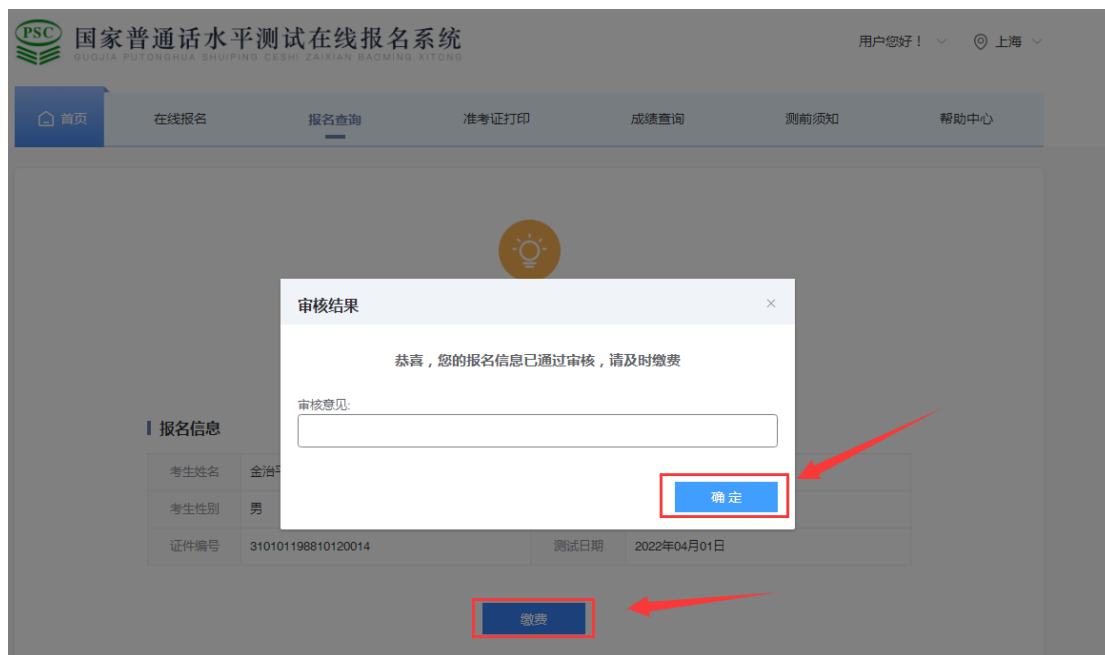 PSC
国家普通话水平测试在线报名系统
GUOJIA PUTONGHUA SHUIPING CESHI ZAIXIAN BAOMING XITONG
用户您好！
上海
首页 在线报名 报名查询 准考证打印 成绩查询 测前须知 帮助中心
审核结果 ×
恭喜，您的报名信息已通过审核，请及时缴费
审核意见:
确 定
报名信息
考生姓名 金治
考生性别 男
证件编号 310101198810120014 测试日期 2022年04月01日
缴费